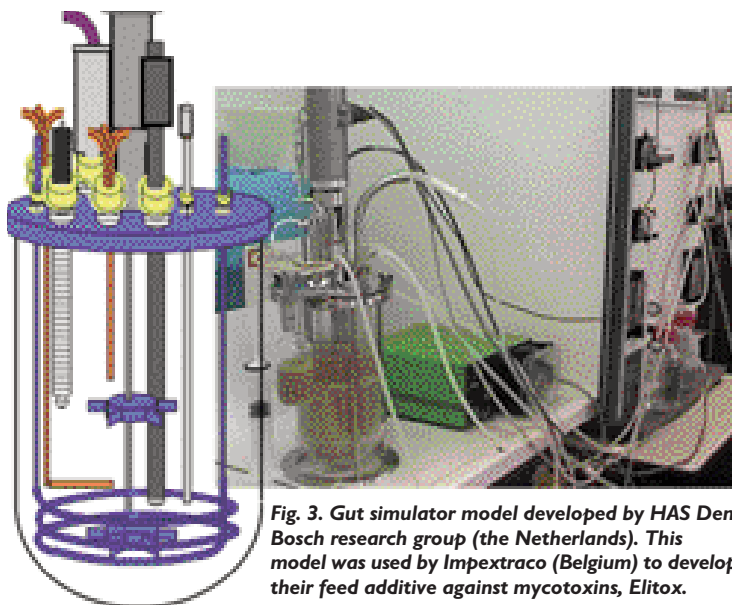 Fig. 3. Gut simulator model developed by HAS Den
Bosch research group (the Netherlands). This
model was used by Impextraco (Belgium) to develop
their feed additive against mycotoxins, Elitox.